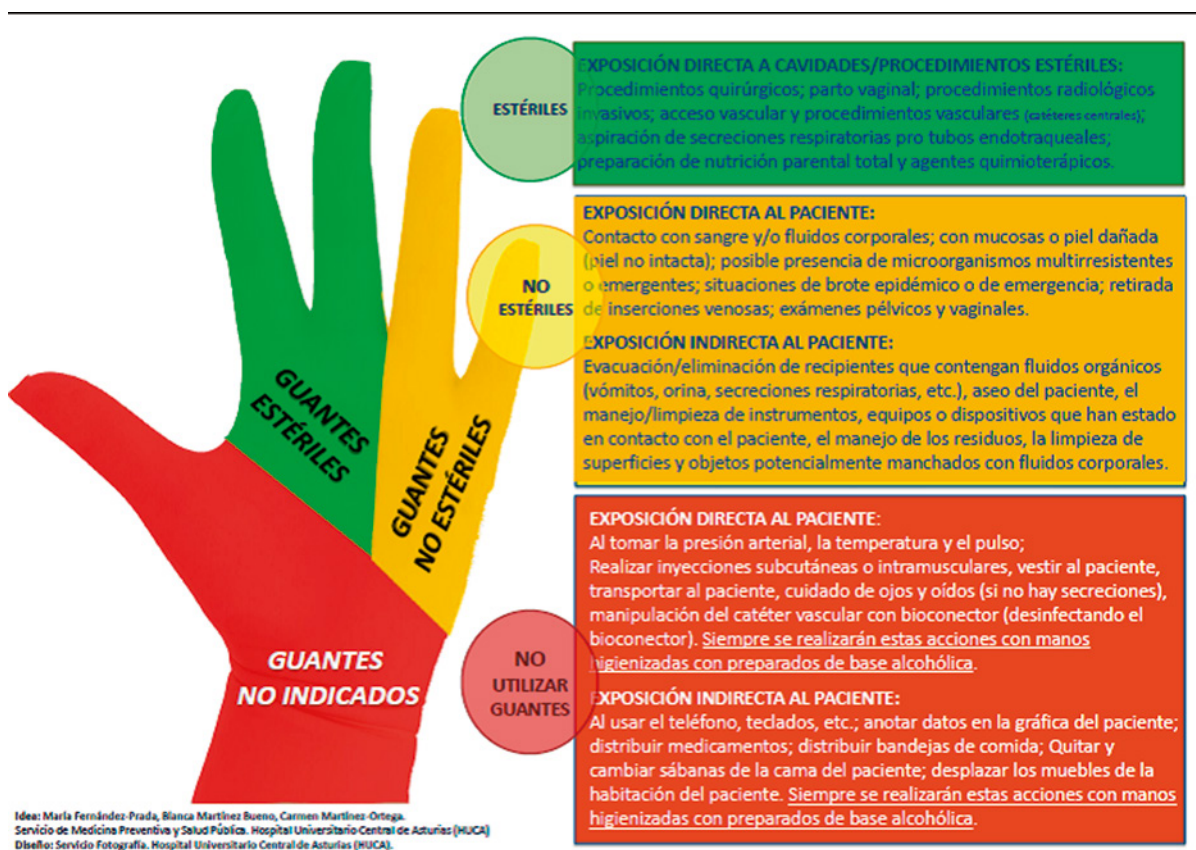 ESTÉRILES
EXPOSICIÓN DIRECTA A CAVIDADES/PROCEDIMIENTOS ESTÉRILES:
Procedimientos quirúrgicos; parto vaginal; procedimientos radiológicos
invasivos; acceso vascular y procedimientos vasculares (catéteres centrales);
aspiración de secreciones respiratorias pro tubos endotraqueales;
preparación de nutrición parental total y agentes quimioterápicos.
NO
ESTÉRILES
EXPOSICIÓN DIRECTA AL PACIENTE:
Contacto con sangre y/o fluidos corporales; con mucosas o piel dañada
(piel no intacta); posible presencia de microorganismos multirresistentes
o emergentes; situaciones de brote epidémico o de emergencia; retirada
de inserciones venosas; exámenes pélvicos y vaginales.
EXPOSICIÓN INDIRECTA AL PACIENTE:
Evacuación/eliminación de recipientes que contengan fluidos orgánicos
(vómitos, orina, secreciones respiratorias, etc.), aseo del paciente, el
manejo/limpieza de instrumentos, equipos o dispositivos que han estado
en contacto con el paciente, el manejo de los residuos, la limpieza de
superficies y objetos potencialmente manchados con fluidos corporales.
GUANTES
ESTÉRILES
GUANTES
NO ESTÉRILES
GUANTES
NO INDICADOS
NO
UTILIZAR
GUANTES
EXPOSICIÓN DIRECTA AL PACIENTE:
Al tomar la presión arterial, la temperatura y el pulso;
Realizar inyecciones subcutáneas o intramusculares, vestir al paciente,
transportar al paciente, cuidado de ojos y oídos (si no hay secreciones),
manipulación del catéter vascular con bioconector (desinfectando el
bioconector). Siempre se realizarán estas acciones con manos
higienizadas con preparados de base alcohólica.
EXPOSICIÓN INDIRECTA AL PACIENTE:
Al usar el teléfono, teclados, etc.; anotar datos en la gráfica del paciente;
distribuir medicamentos; distribuir bandejas de comida; Quitar y
cambiar sábanas de la cama del paciente; desplazar los muebles de la
habitación del paciente. Siempre se realizarán estas acciones con manos
higienizadas con preparados de base alcohólica.
Idea: María Fernández-Prada, Blanca Martínez Bueno, Carmen Martínez-Ortega.
Servicio de Medicina Preventiva y Salud Pública. Hospital Universitario Central de Asturias (HUCA)
Diseño: Servicio Fotografía. Hospital Universitario Central de Asturias (HUCA).